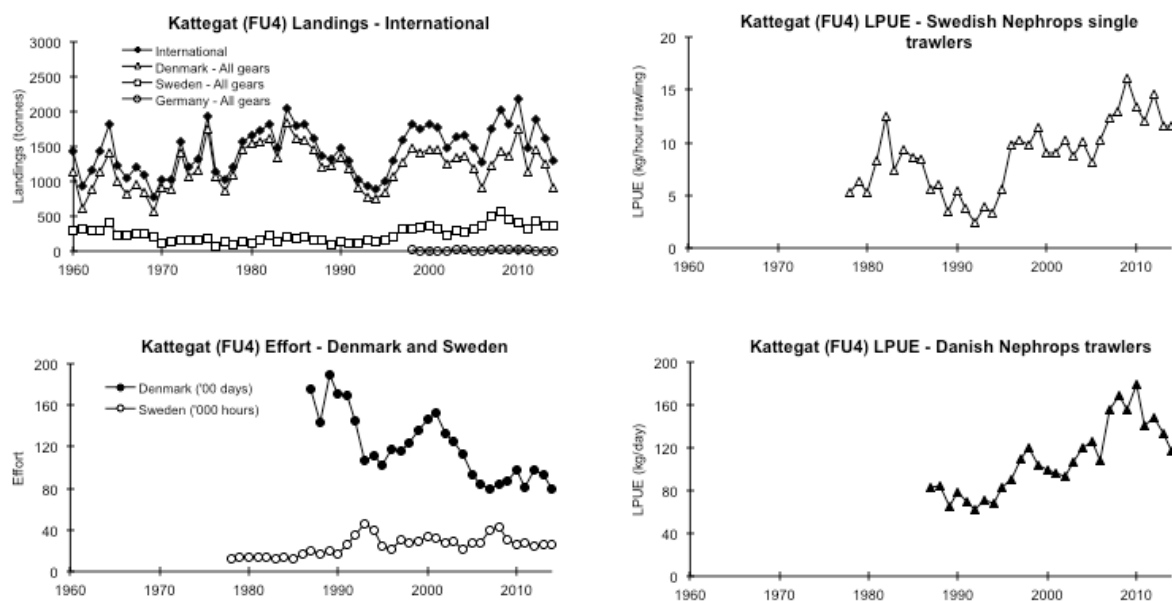 Kattegat (FU4) Landings - International
3000
2500
2000
1500
1000
500
0
Landings (tonnes)
International
Denmark - All gears
Sweden - All gears
Germany - All gears
1960 1970 1980 1990 2000 2010
Kattegat (FU4) LPUE - Swedish Nephrops single
trawlers
20
15
10
5
0
LPUE (kg/hour trawling)
1960 1970 1980 1990 2000 2010
Kattegat (FU4) Effort - Denmark and Sweden
200
160
120
80
40
0
Effort
Denmark ('00 days)
Sweden ('000 hours)
1960 1970 1980 1990 2000 2010
Kattegat (FU4) LPUE - Danish Nephrops trawlers
200
160
120
80
40
0
LPUE (kg/day)
1960 1970 1980 1990 2000 2010